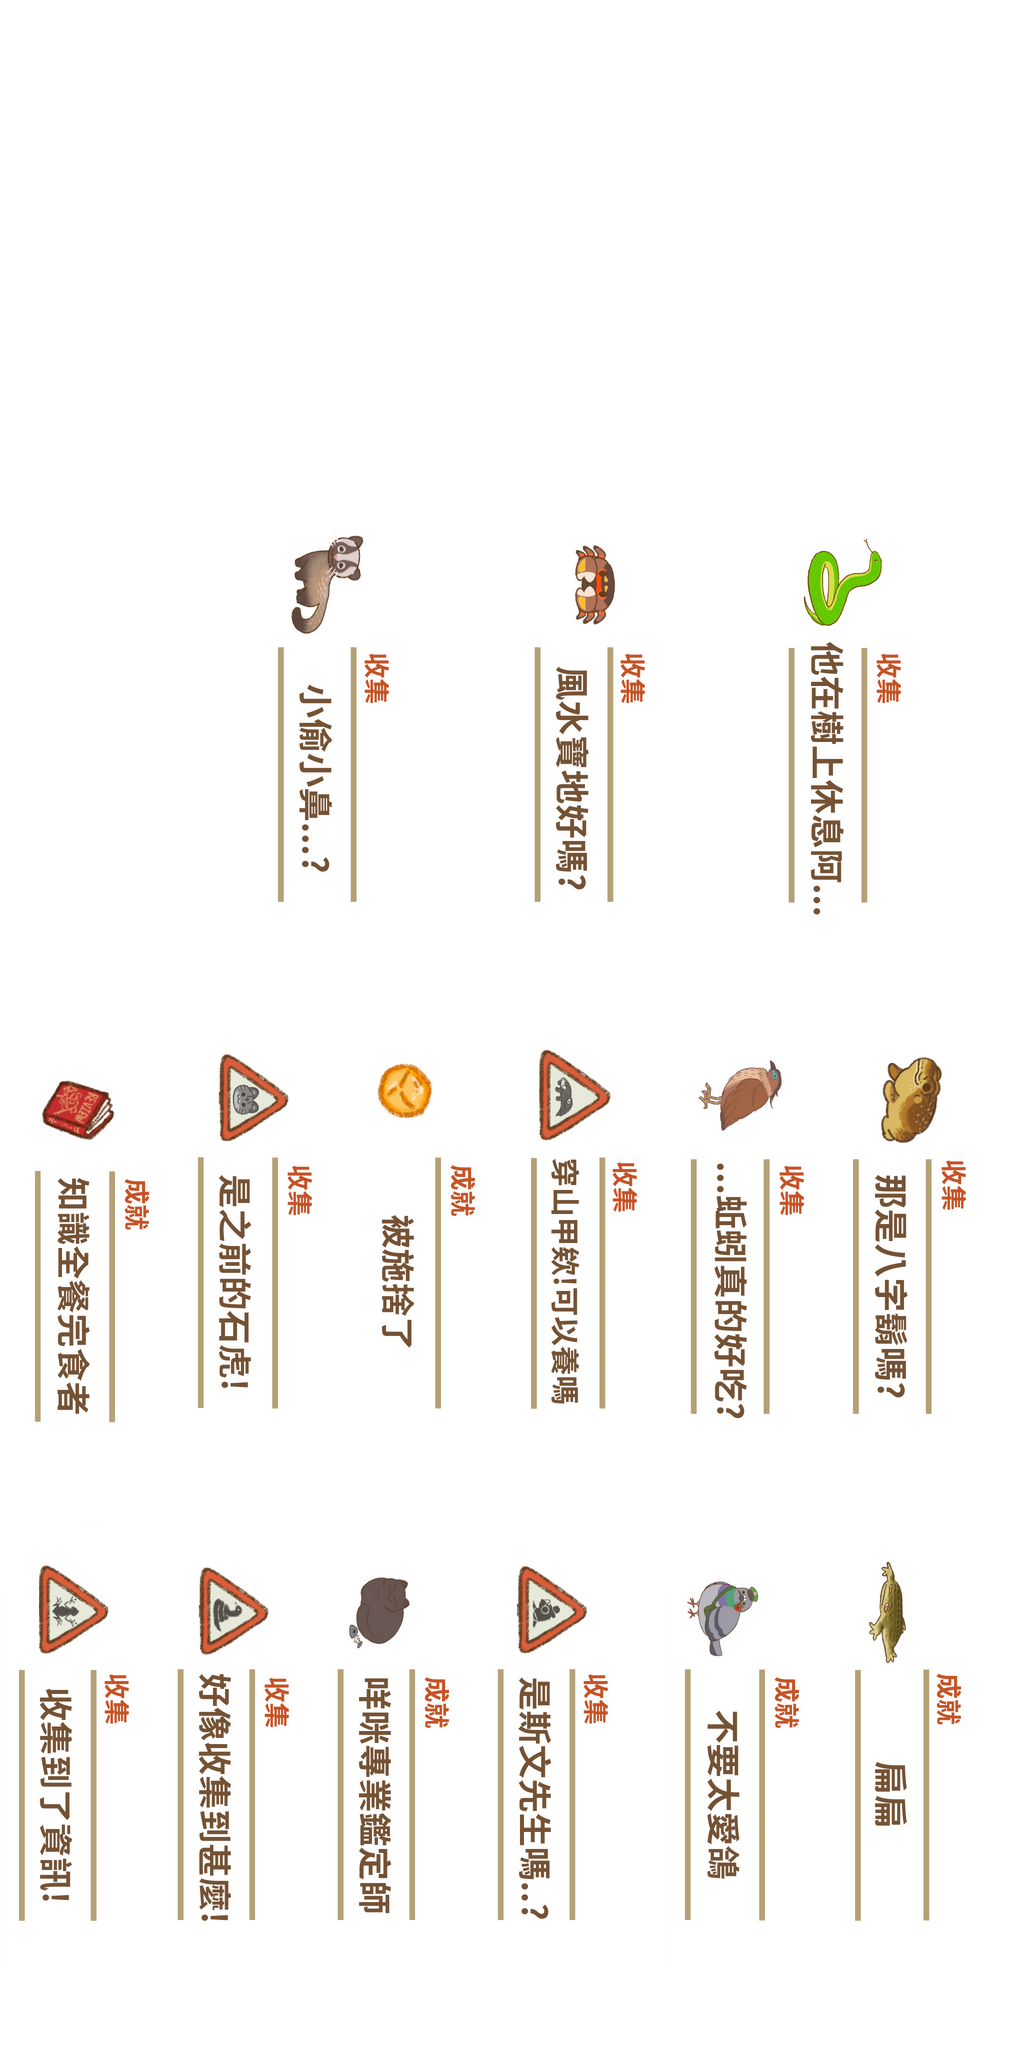 收集
他在樹上休息阿...
收集
風水寶地好嗎?
收集
小偷小鼻...?
收集
那是八字鬍嗎?
收集
...蚯蚓真的好吃?
收集
穿山甲欸!可以養嗎
成就
被施捨了
收集
是之前的石虎!
REVIEW
成就
知識全餐完食者
成就
扁扁
成就
不要太愛鴿
收集
是斯文先生嗎..?
成就
咩咪專業鑑定師
收集
好像收集到甚麼!
收集
收集到了資訊!